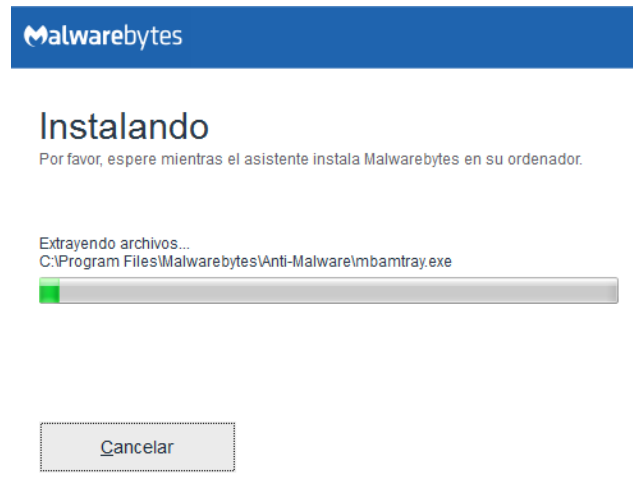 Malwarebytes
Instalando
Por favor, espere mientras el asistente instala Malwarebytes en su ordenador.
Extrayendo archivos...
C:\Program Files\Malwarebytes\Anti-Malware\mbamtray.exe
Cancelar